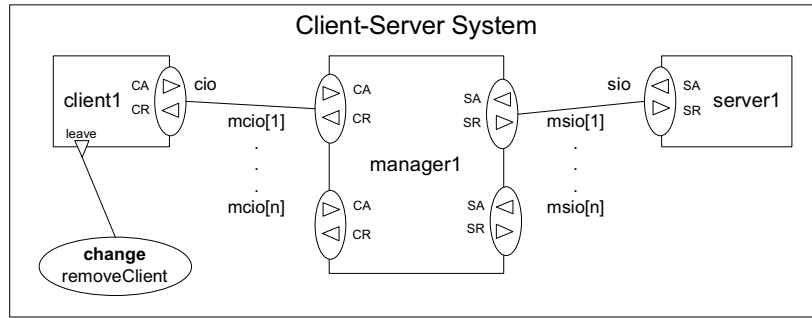 Client-Server System
client1
CA
CR
leave
cio
mcio[1]
.
.
.
mcio[n]
CA
CR
manager1
CA
CR
SA
SR
SA
SR
msio[1]
.
.
.
msio[n]
sio
SA
SR
server1
change
removeClient